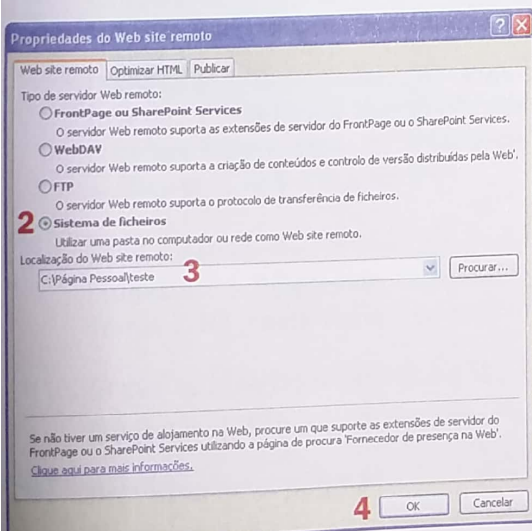 Propriedades do Web site remoto
Web site remoto Optimizar HTML Publicar
Tipo de servidor Web remoto:
FrontPage ou SharePoint Services
O servidor Web remoto suporta as extensões de servidor do FrontPage ou o SharePoint Services.
WebDAV
O servidor Web remoto suporta a criação de conteúdos e controlo de versão distribuídas pela Web'.
FTP
O servidor Web remoto suporta o protocolo de transferência de ficheiros.
2 Sistema de ficheiros
Utilizar uma pasta no computador ou rede como Web site remoto.
Localização do Web site remoto:
C:\Página Pessoal\teste 3 Procurar...
Se não tiver um serviço de alojamento na Web, procure um que suporte as extensões de servidor do
FrontPage ou o SharePoint Services utilizando a página de procura 'Fornecedor de presença na Web'.
Clique aqui para mais informações.
4 OK Cancelar